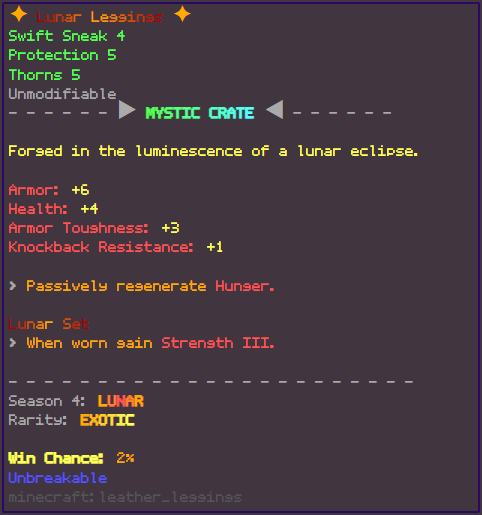 ✦ Lunar Leggings ✦
Swift Sneak 4
Protection 5
Thorns 5
Unmodifiable
- - - - - - ▶ MYSTIC CRATE ◀ - - - - - -
Forged in the luminescence of a lunar eclipse.
Armor: +6
Health: +4
Armor Toughness: +3
Knockback Resistance: +1
> Passively regenerate Hunger.
Lunar Set
> When worn gain Strength III.
- - - - - - - - - - - - - - - - - - - - - - - -
Season 4: LUNAR
Rarity: EXOTIC
Win Chance: 2%
Unbreakable
minecraft:leather_leggings